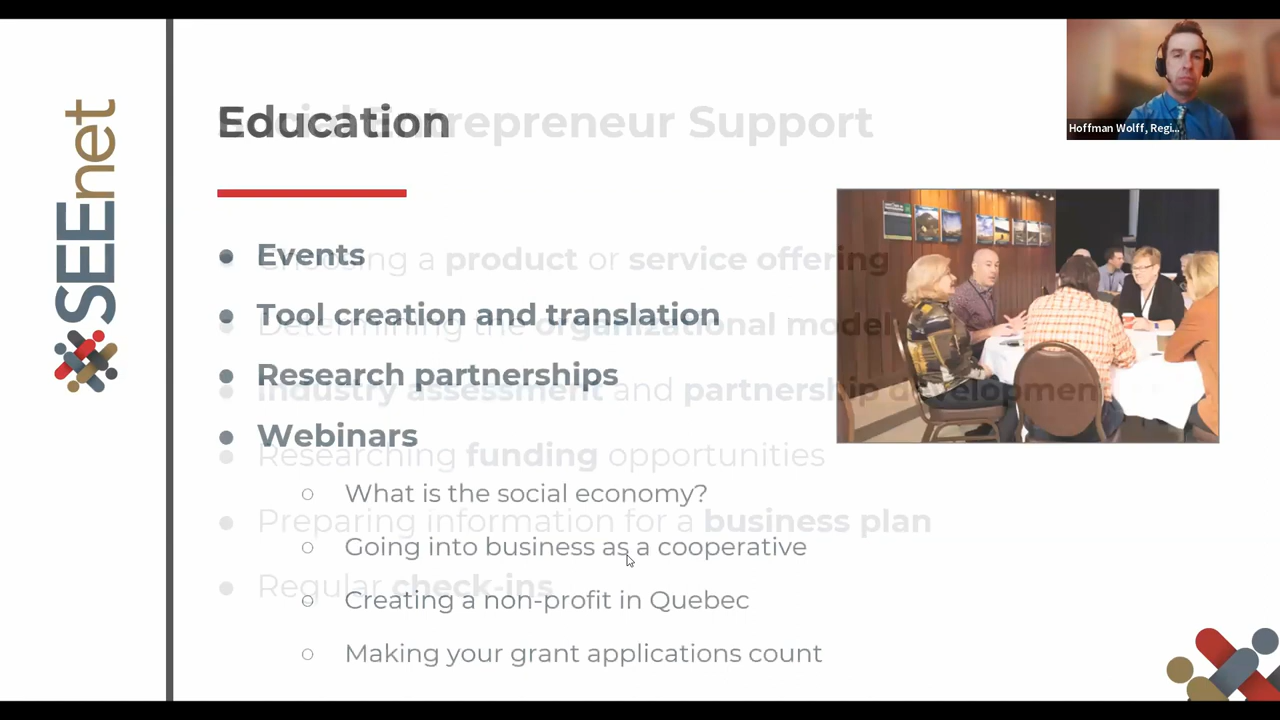 SEEnet
Education
Social Entrepreneur Support
Hoffman Wolff, Regi...
Events
Choosing a product or service offering
Tool creation and translation
Determining the organizational model
Research partnerships
Industry assessment and partnership development
Webinars
Researching funding opportunities
What is the social economy?
Preparing information for a business plan
Going into business as a cooperative
Regular check-ins
Creating a non-profit in Quebec
Making your grant applications count